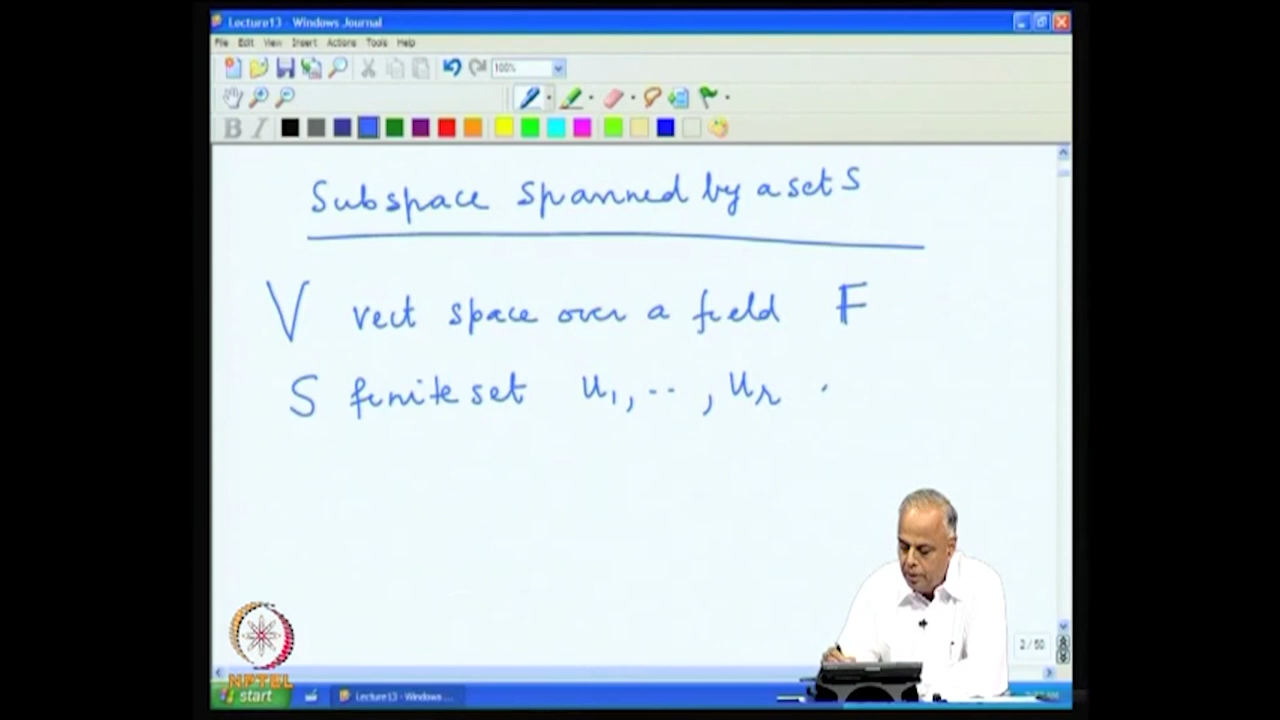 Lecture13 - Windows Journal
File Edit View Insert Actions Tools Help
100%
B I
Subspace spanned by a set S
V vect space over a field F
S finite set u1, .. , ur
2 / 50
NPTEL
start Lecture13 - Windows ...